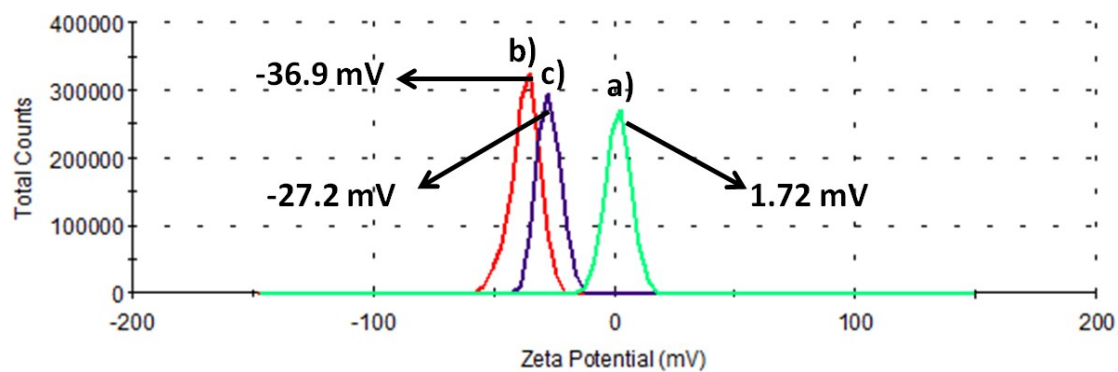 400000
b)
-36.9 mV
c)
a)
300000
Total Counts
200000
-27.2 mV
1.72 mV
100000
0
-200
-100
0
100
200
Zeta Potential (mV)